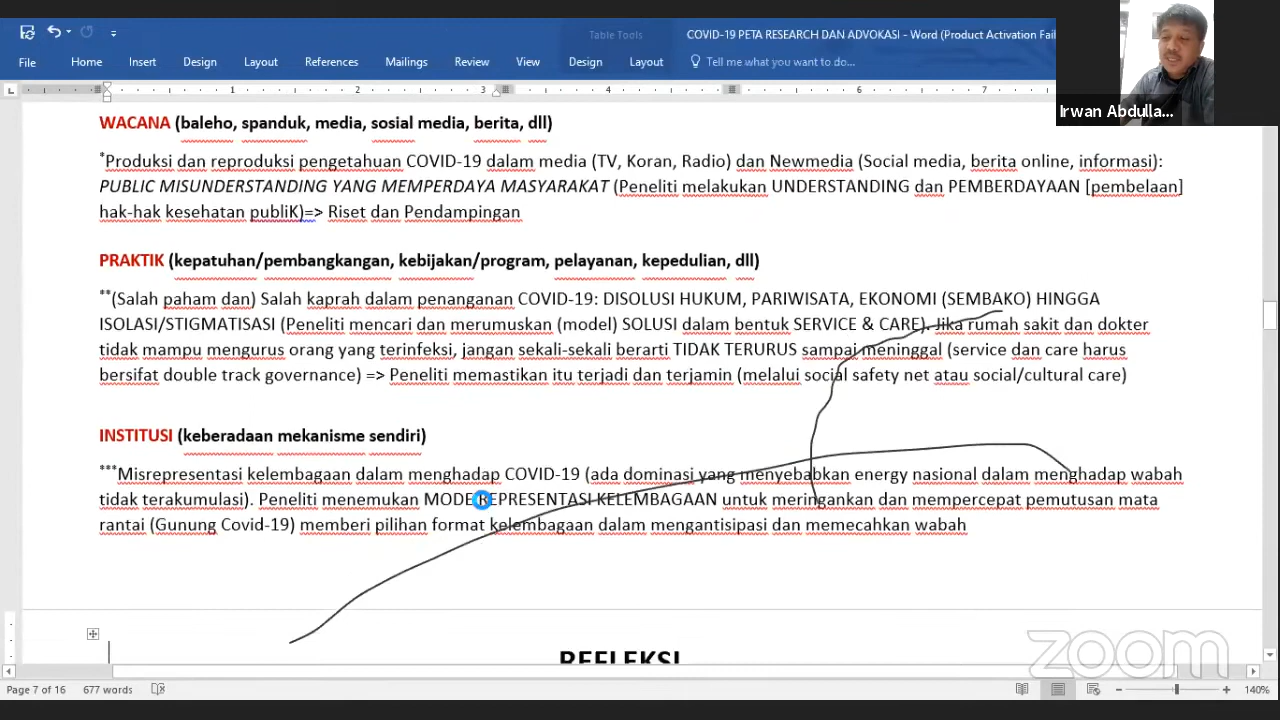 Table Tools
COVID-19 PETA RESEARCH DAN ADVOKASI - Word (Product Activation Fai
File Home Insert Design Layout References Mailings Review View Design Layout Tell me what you want to do...
Irwan Abdulla...
1 2 3 4 6 7
WACANA (baleho, spanduk, media, sosial media, berita, dll)
*Produksi dan reproduksi pengetahuan COVID-19 dalam media (TV, Koran, Radio) dan Newmedia (Social media, berita online, informasi):
PUBLIC MISUNDERSTANDING YANG MEMPERDAYA MASYARAKAT (Peneliti melakukan UNDERSTANDING dan PEMBERDAYAAN [pembelaan]
hak-hak kesehatan publiK)=> Riset dan Pendampingan
PRAKTIK (kepatuhan/pembangkangan, kebijakan/program, pelayanan, kepedulian, dll)
**(Salah paham dan) Salah kaprah dalam penanganan COVID-19: DISOLUSI HUKUM, PARIWISATA, EKONOMI (SEMBAKO) HINGGA
ISOLASI/STIGMATISASI (Peneliti mencari dan merumuskan (model) SOLUSI dalam bentuk SERVICE & CARE). Jika rumah sakit dan dokter
tidak mampu mengurus orang yang terinfeksi, jangan sekali-sekali berarti TIDAK TERURUS sampai meninggal (service dan care harus
bersifat double track governance) => Peneliti memastikan itu terjadi dan terjamin (melalui social safety net atau social/cultural care)
INSTITUSI (keberadaan mekanisme sendiri)
***Misrepresentasi kelembagaan dalam menghadap COVID-19 (ada dominasi yang menyebabkan energy nasional dalam menghadap wabah
tidak terakumulasi). Peneliti menemukan MODE REPRESENTASI KELEMBAGAAN untuk meringankan dan mempercepat pemutusan mata
rantai (Gunung Covid-19) memberi pilihan format kelembagaan dalam mengantisipasi dan memecahkan wabah
REFLEKSI
zoom
Page 7 of 16 677 words 140%